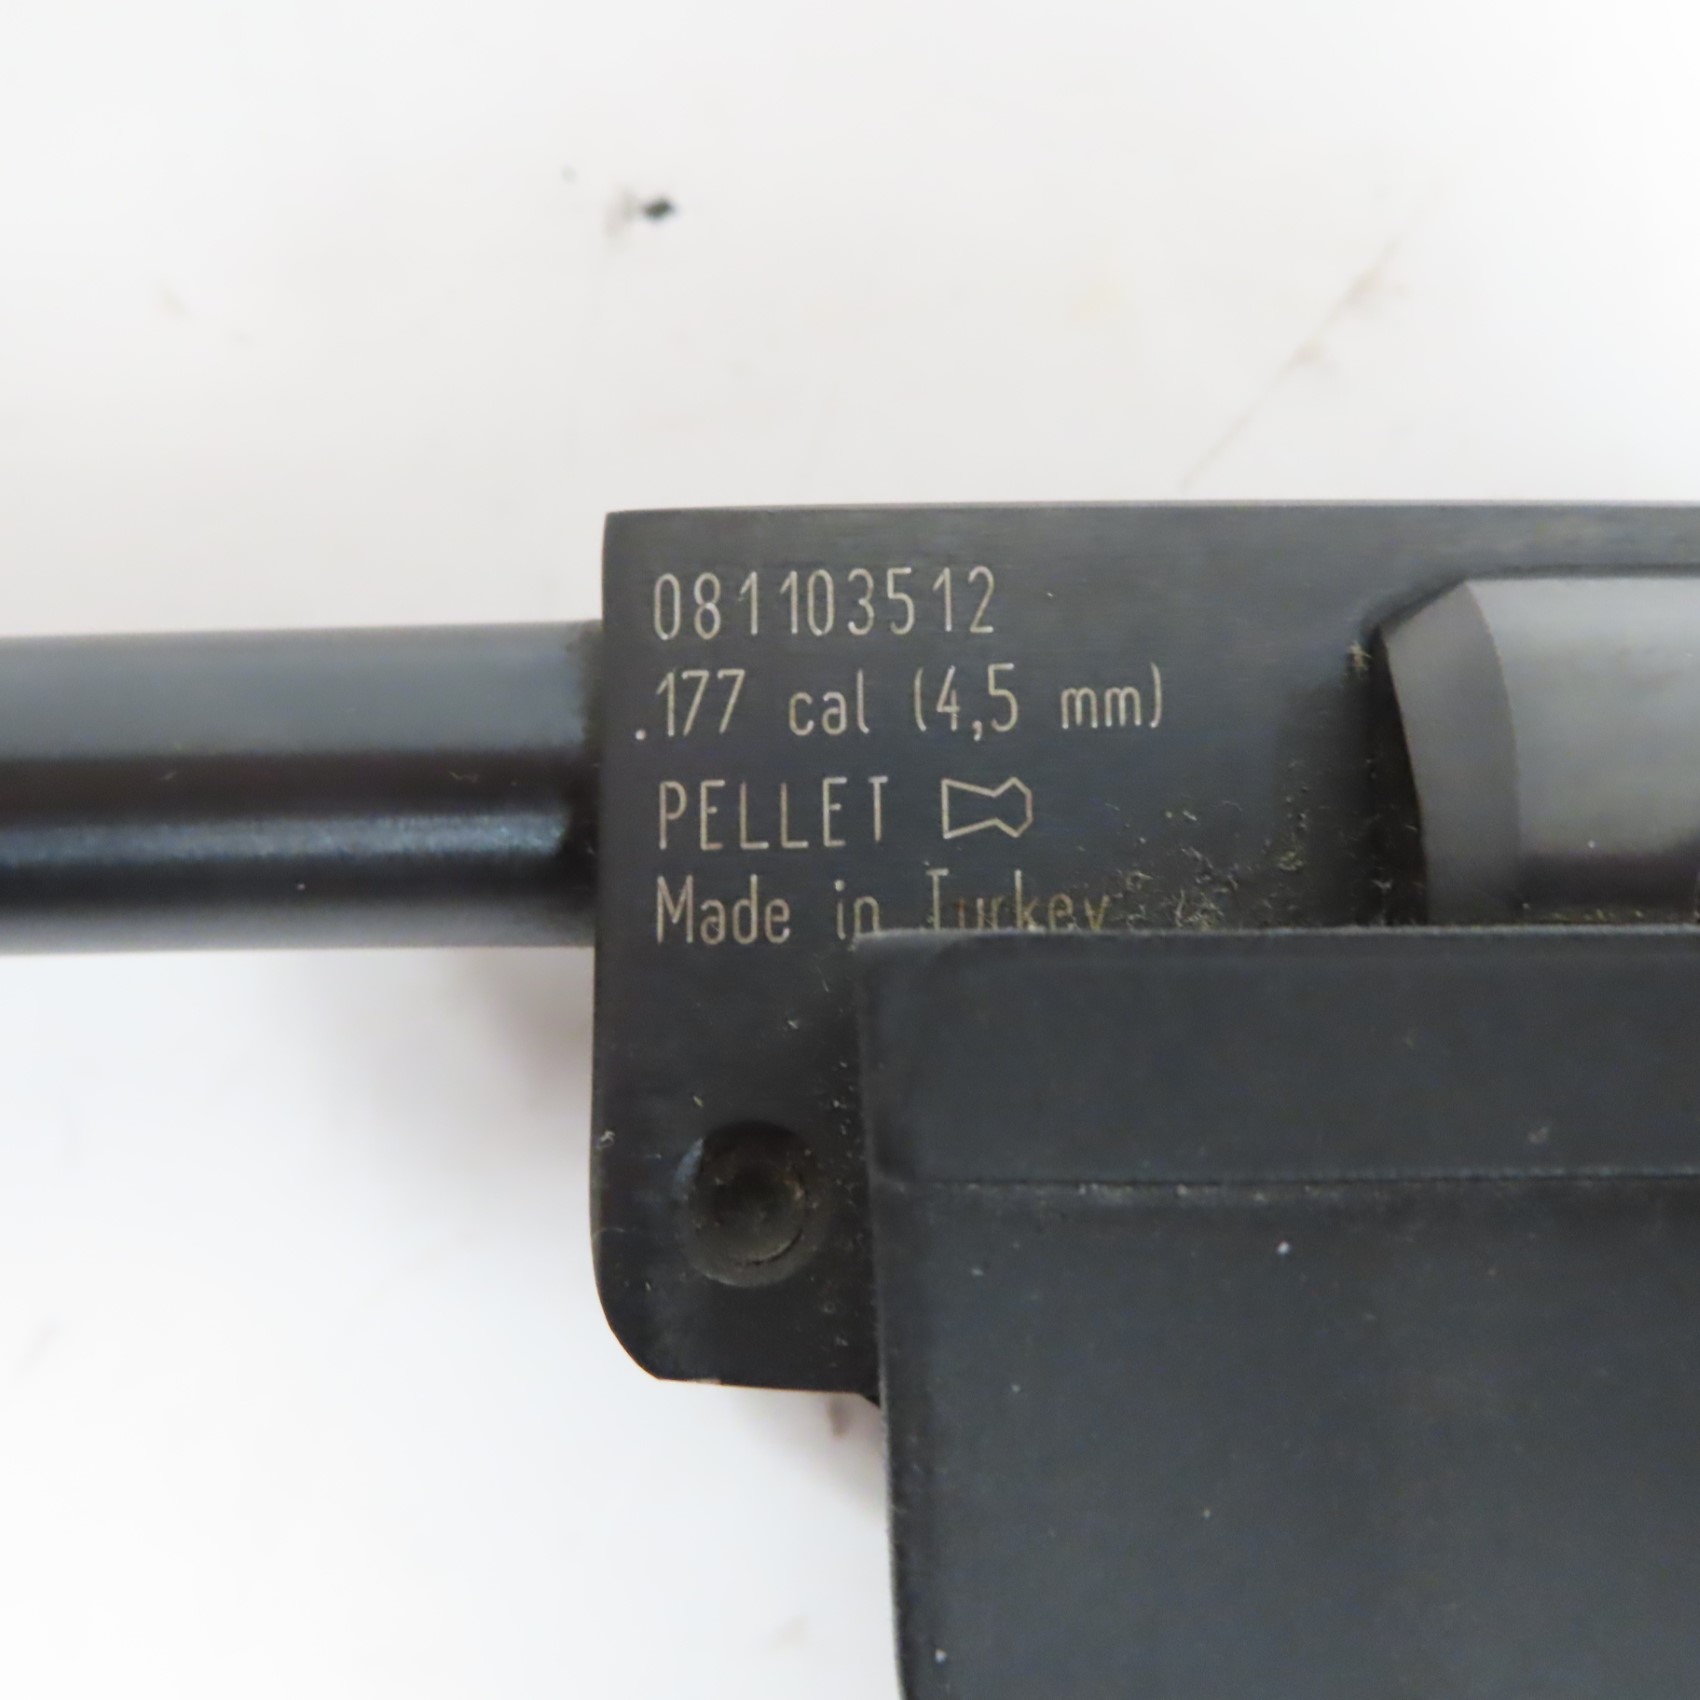 081103512
.177 cal (4,5 mm)
PELLET
Made in Turkey